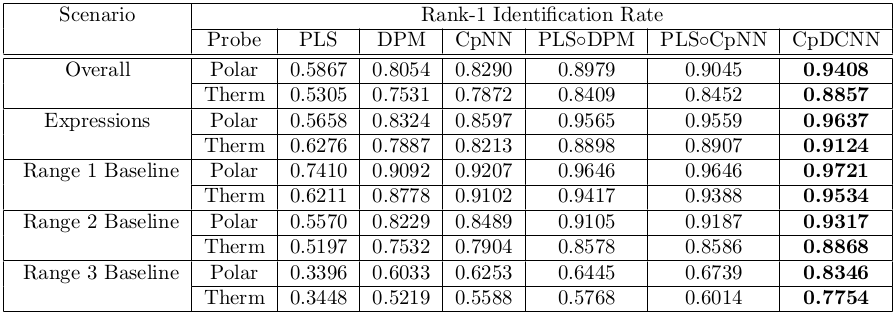 Scenario Rank-1 Identification Rate
Probe PLS DPM CpNN PLS∘DPM PLS∘CpNN CpDCNN
Overall Polar 0.5867 0.8054 0.8290 0.8979 0.9045 0.9408
Therm 0.5305 0.7531 0.7872 0.8409 0.8452 0.8857
Expressions Polar 0.5658 0.8324 0.8597 0.9565 0.9559 0.9637
Therm 0.6276 0.7887 0.8213 0.8898 0.8907 0.9124
Range 1 Baseline Polar 0.7410 0.9092 0.9207 0.9646 0.9646 0.9721
Therm 0.6211 0.8778 0.9102 0.9417 0.9388 0.9534
Range 2 Baseline Polar 0.5570 0.8229 0.8489 0.9105 0.9187 0.9317
Therm 0.5197 0.7532 0.7904 0.8578 0.8586 0.8868
Range 3 Baseline Polar 0.3396 0.6033 0.6253 0.6445 0.6739 0.8346
Therm 0.3448 0.5219 0.5588 0.5768 0.6014 0.7754